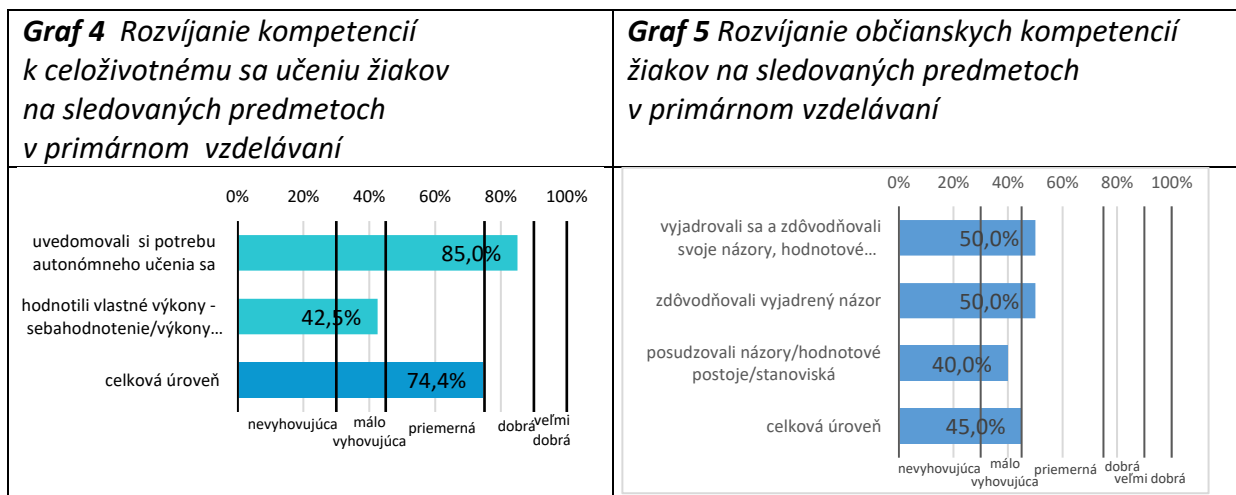 Graf 4 Rozvíjanie kompetencií
k celoživotnému sa učeniu žiakov
na sledovaných predmetoch
v primárnom vzdelávaní
Graf 5 Rozvíjanie občianskych kompetencií
žiakov na sledovaných predmetoch
v primárnom vzdelávaní
0% 20% 40% 60% 80% 100%
uvedomovali si potrebu
autonómneho učenia sa
85,0%
hodnotili vlastné výkony -
sebahodnotenie/výkony...
42,5%
celková úroveň
74,4%
nevyhovujúca
málo
vyhovujúca
priemerná
dobrá
veľmi
dobrá
0% 20% 40% 60% 80% 100%
vyjadrovali sa a zdôvodňovali
svoje názory, hodnotové...
50,0%
zdôvodňovali vyjadrený názor
50,0%
posudzovali názory/hodnotové
postoje/stanoviská
40,0%
celková úroveň
45,0%
nevyhovujúca
málo
vyhovujúca
priemerná
dobrá
veľmi dobrá